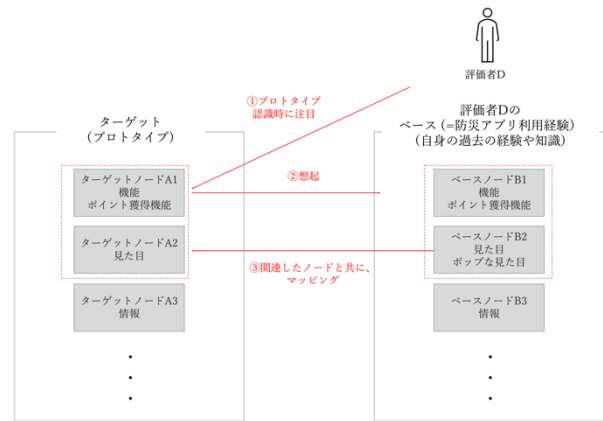 評価者D
①プロトタイプ
認識時に注目
ターゲット
(プロトタイプ)
評価者Dの
ベース (=防災アプリ利用経験)
(自身の過去の経験や知識)
ターゲットノードA1
機能
ポイント獲得機能
②想起
ベースノードB1
機能
ポイント獲得機能
ターゲットノードA2
見た目
ベースノードB2
見た目
ポップな見た目
③関連したノードと共に、
マッピング
ターゲットノードA3
情報
ベースノードB3
情報